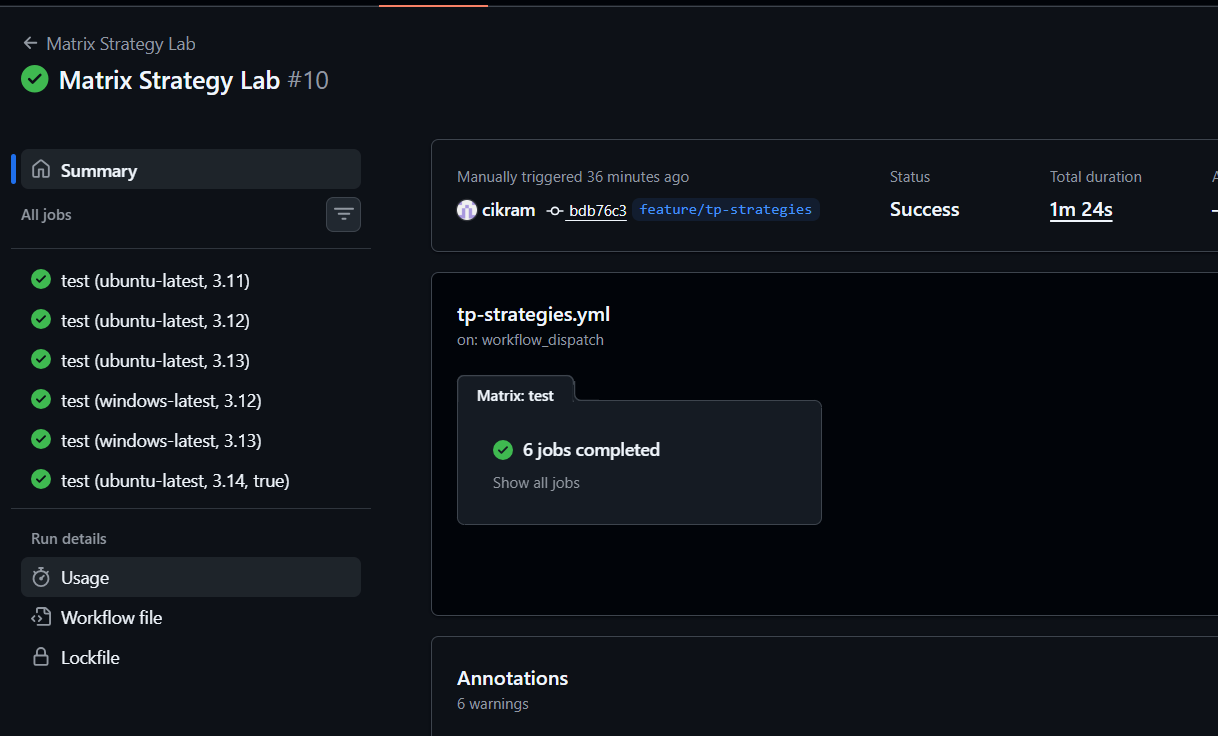 Matrix Strategy Lab
Matrix Strategy Lab #10
Summary
All jobs
test (ubuntu-latest, 3.11)
test (ubuntu-latest, 3.12)
test (ubuntu-latest, 3.13)
test (windows-latest, 3.12)
test (windows-latest, 3.13)
test (ubuntu-latest, 3.14, true)
Run details
Usage
Workflow file
Lockfile
Manually triggered 36 minutes ago
cikram bdb76c3 feature/tp-strategies
Status
Success
Total duration
1m 24s
tp-strategies.yml
on: workflow_dispatch
Matrix: test
6 jobs completed
Show all jobs
Annotations
6 warnings